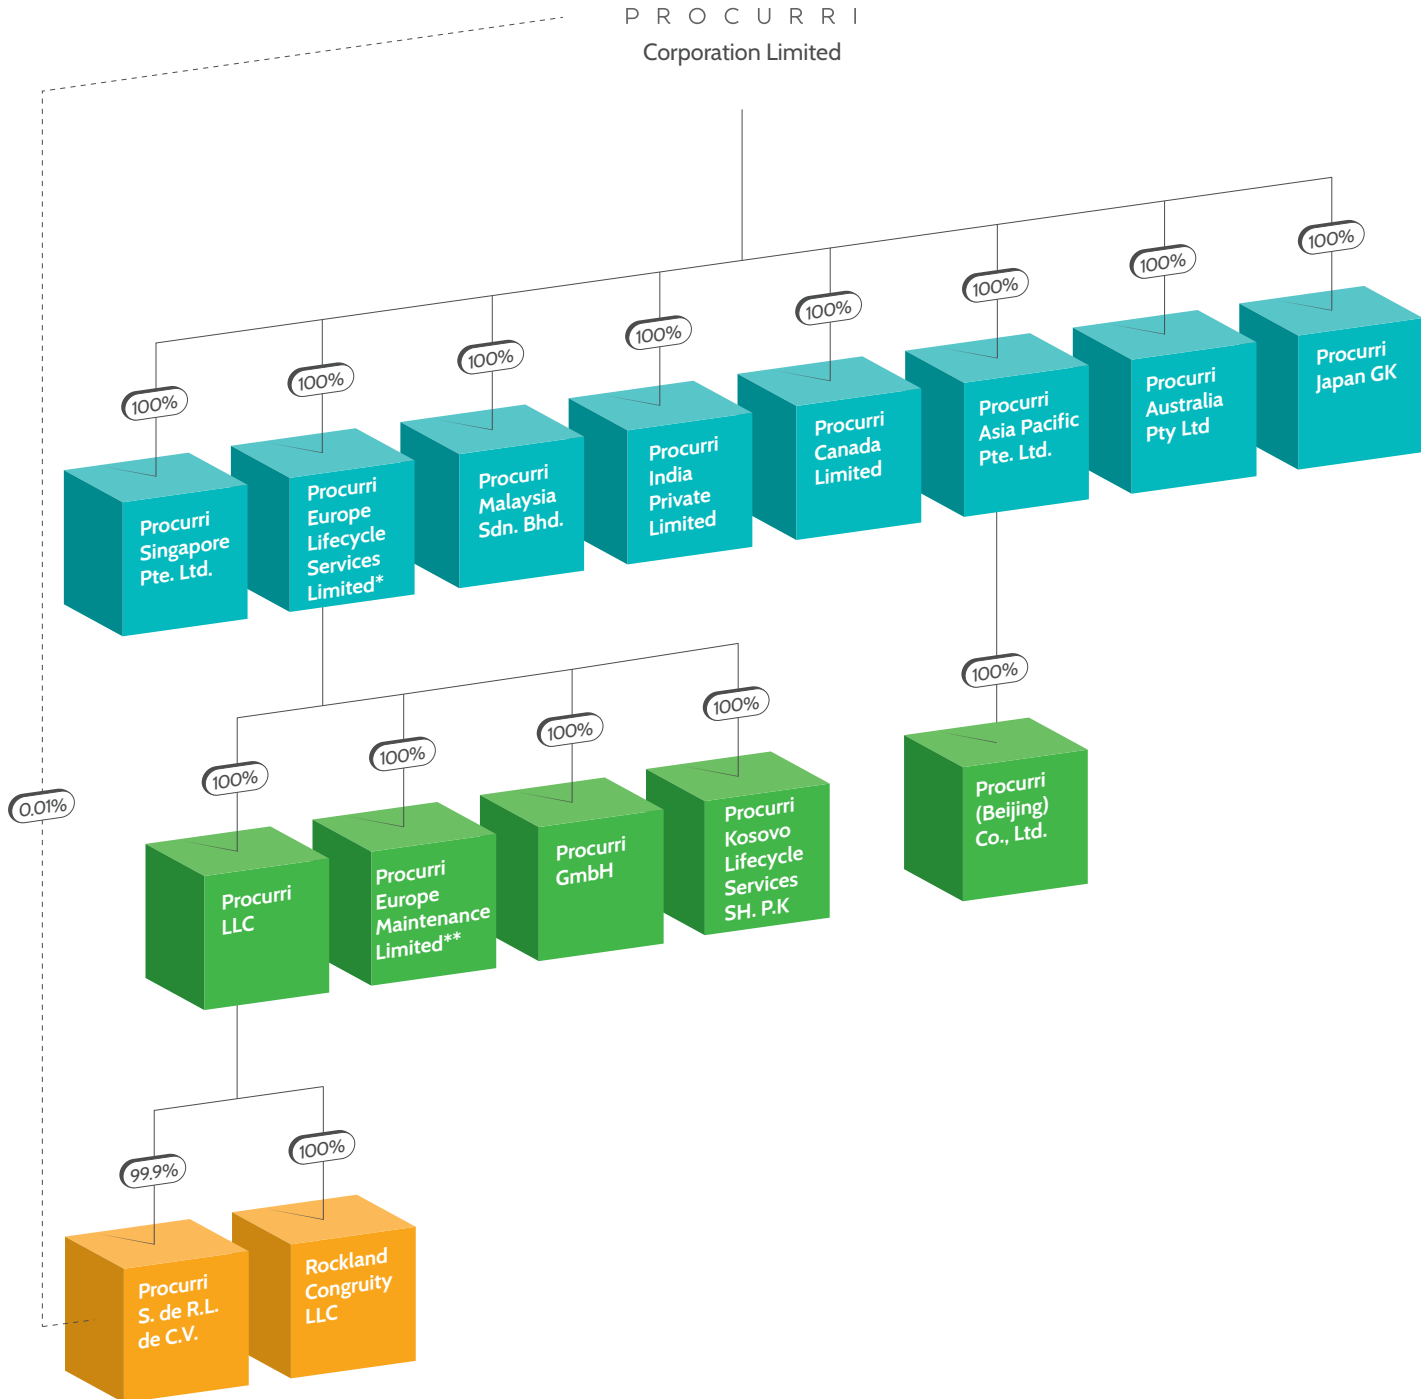 PROCURRI
Corporation Limited
100%
100%
100%
100%
100%
100%
100%
100%
Procurri
Singapore
Pte. Ltd.
Procurri
Europe
Lifecycle
Services
Limited*
Procurri
Malaysia
Sdn. Bhd.
Procurri
India
Private
Limited
Procurri
Canada
Limited
Procurri
Asia Pacific
Pte. Ltd.
Procurri
Australia
Pty Ltd
Procurri
Japan GK
0.01%
100%
100%
100%
100%
100%
Procurri
LLC
Procurri
Europe
Maintenance
Limited**
Procurri
GmbH
Procurri
Kosovo
Lifecycle
Services
SH. P.K
Procurri
(Beijing)
Co., Ltd.
99.9%
100%
Procurri
S. de R.L.
de C.V.
Rockland
Congruity
LLC